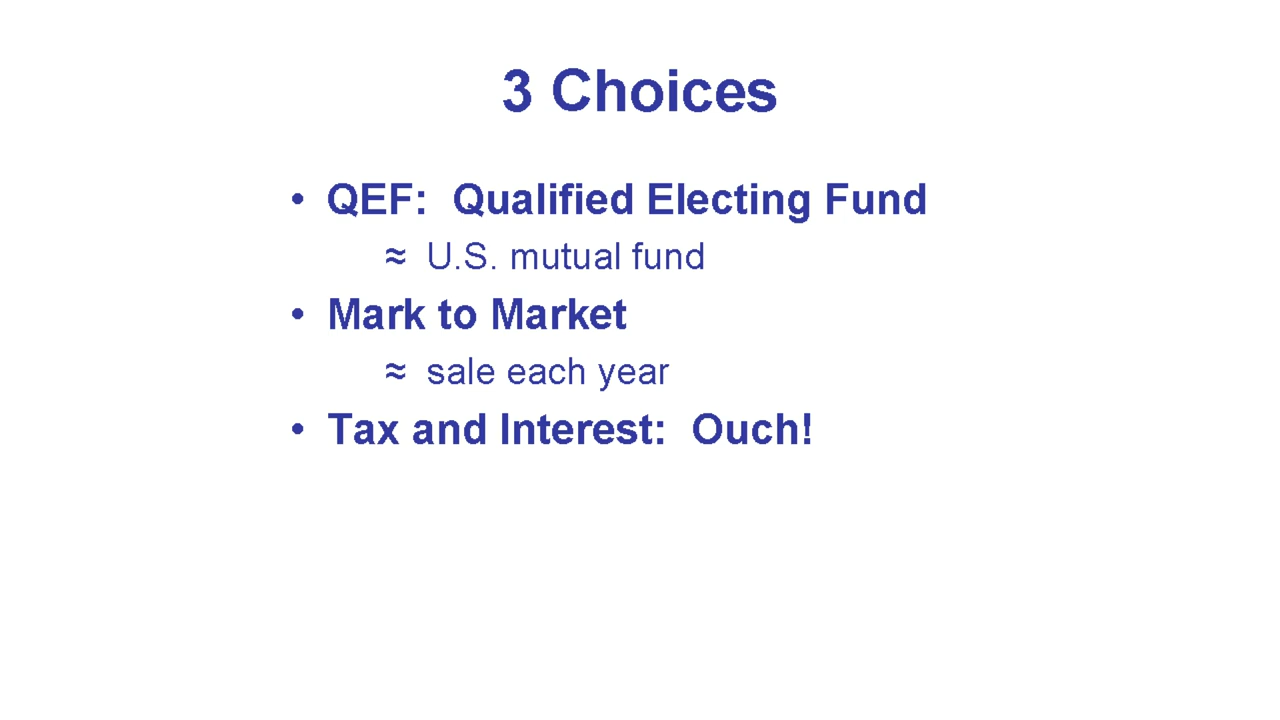 3 Choices
• QEF: Qualified Electing Fund
≈ U.S. mutual fund
• Mark to Market
≈ sale each year
• Tax and Interest: Ouch!